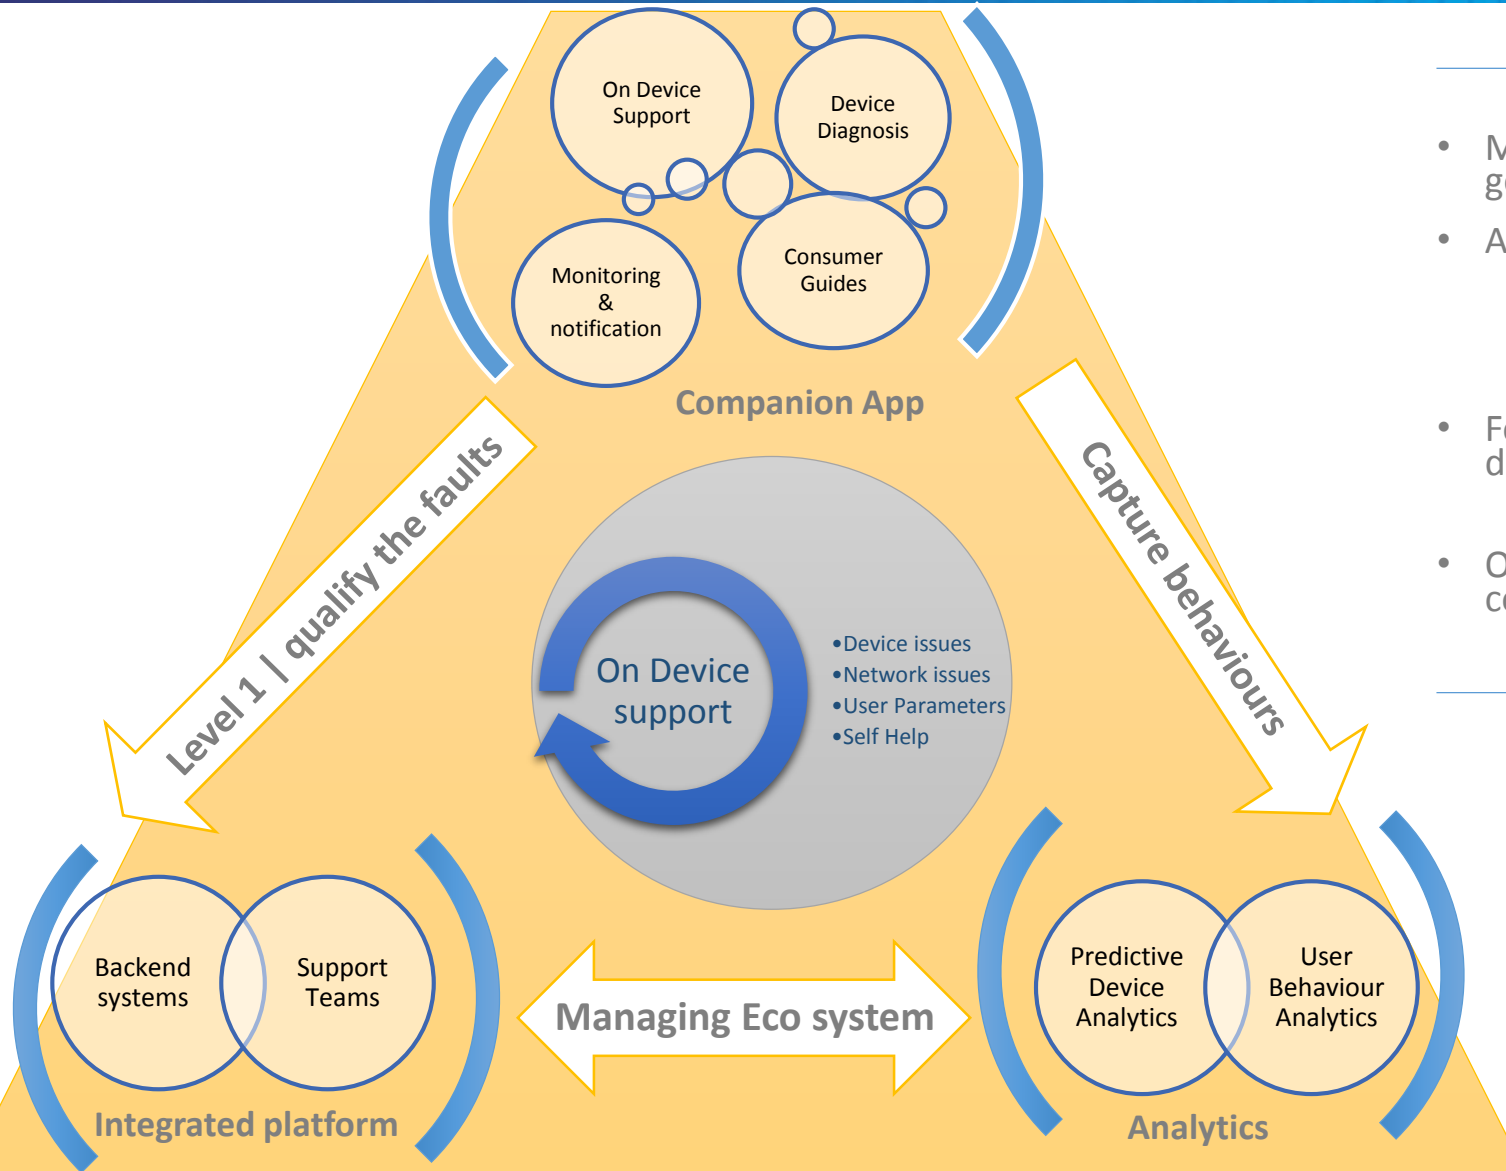 On Device
Support
Device
Diagnosis
Monitoring
&
notification
Consumer
Guides
Companion App
Level 1 | qualify the faults
Capture behaviours
On Device
support
•Device issues
•Network issues
•User Parameters
•Self Help
Backend
systems
Support
Teams
Integrated platform
Managing Eco system
Predictive
Device
Analytics
User
Behaviour
Analytics
Analytics